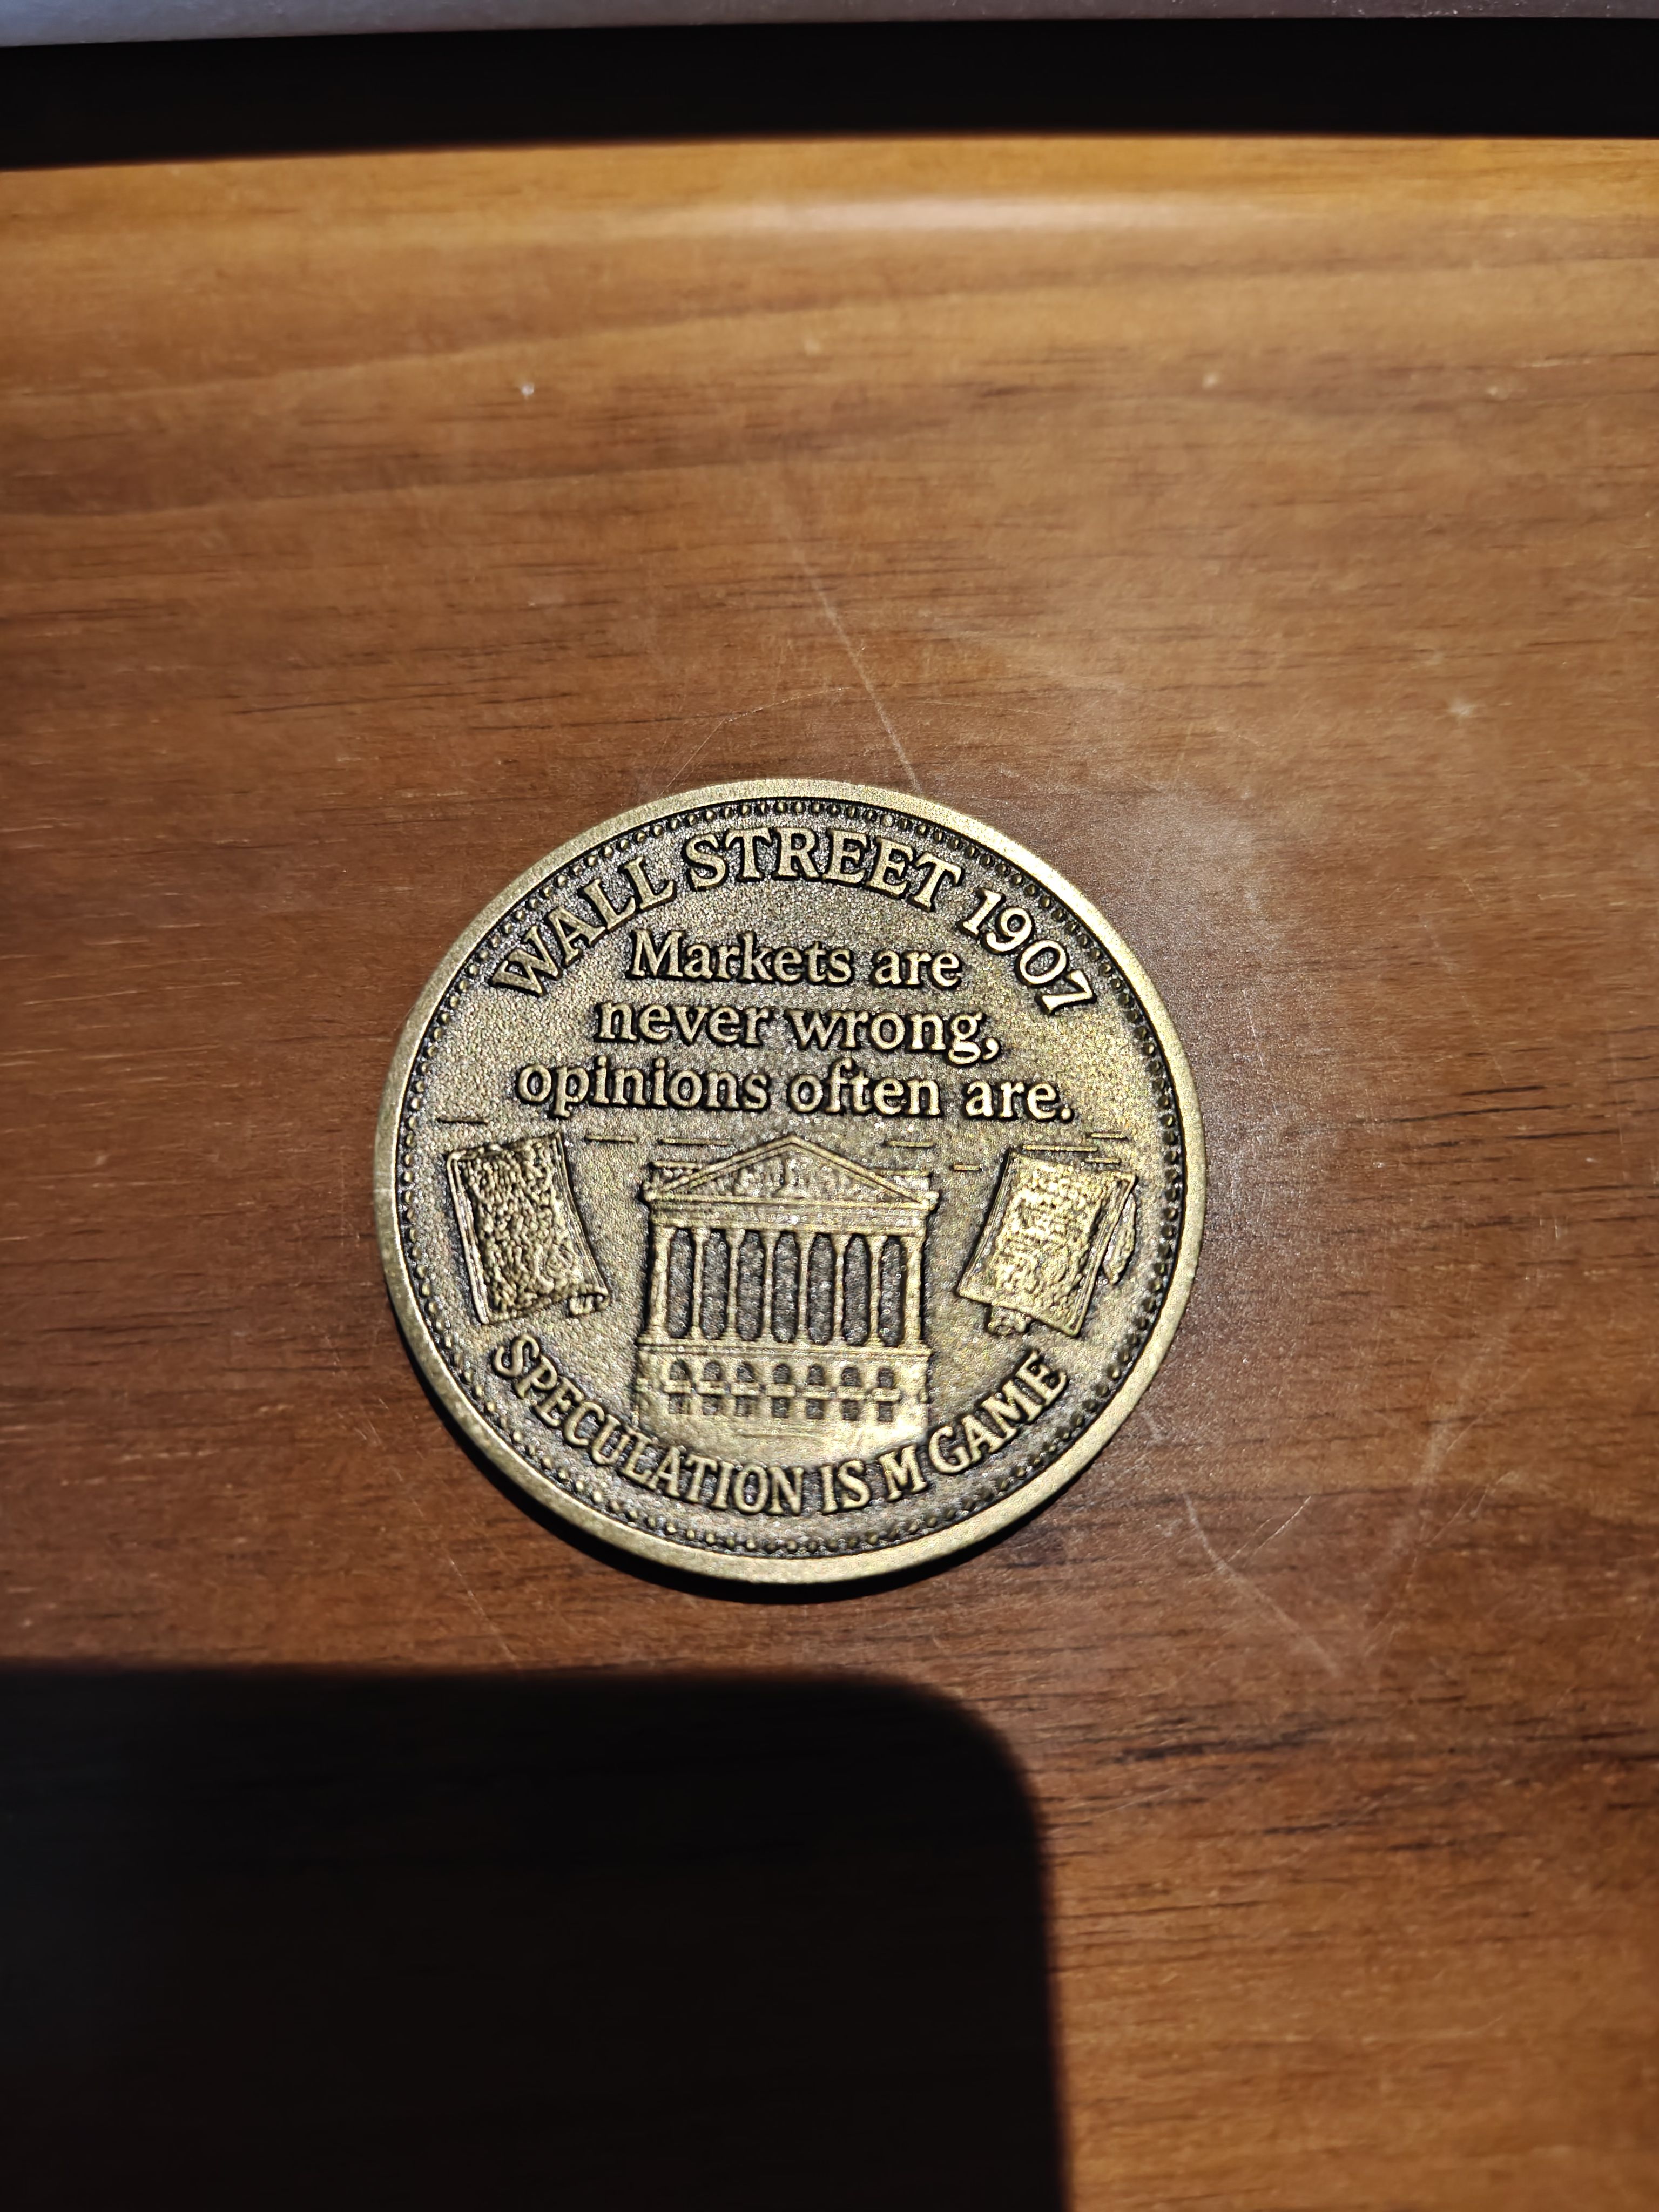 WALL STREET 1907
Markets are
never wrong,
opinions often are.
SPECULATION IS M GAME